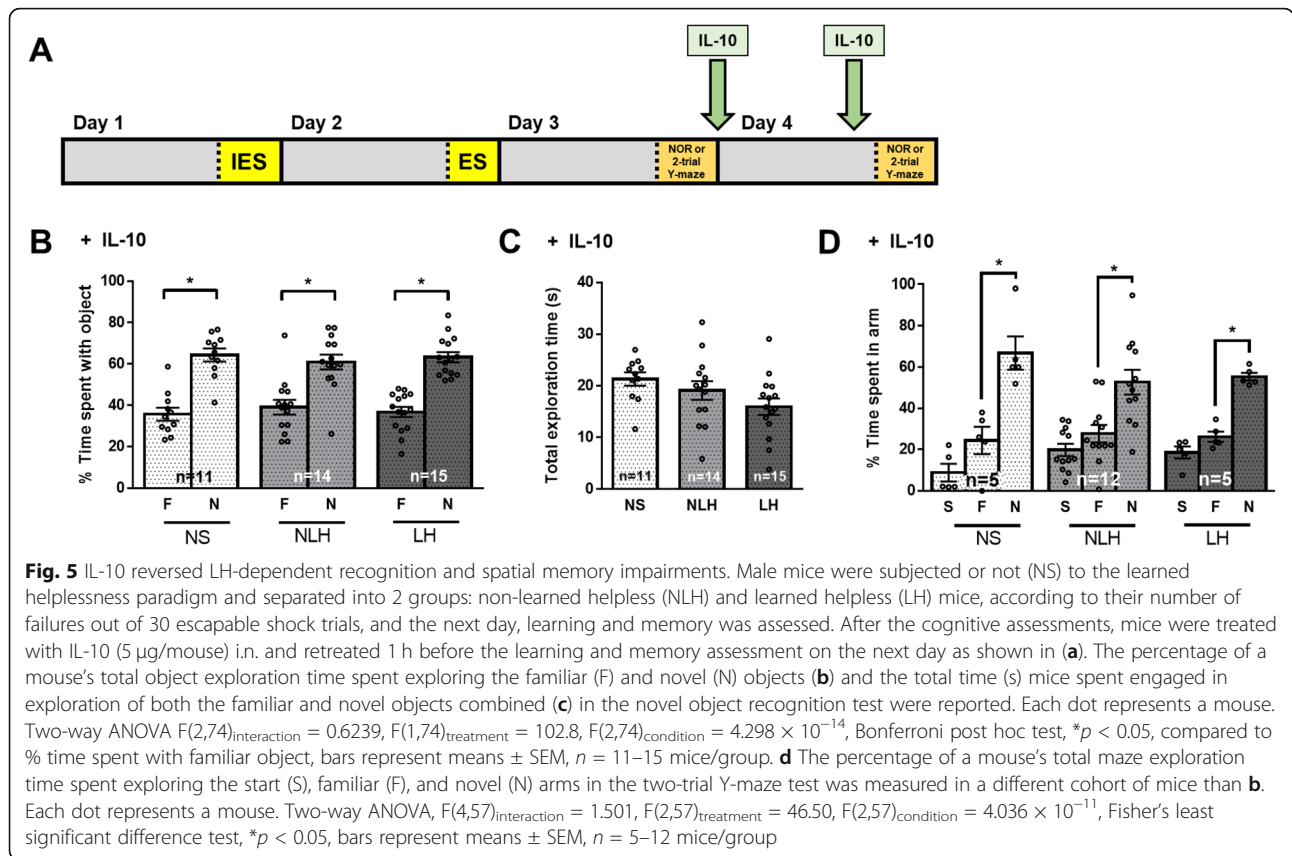 A
IL-10 IL-10
Day 1 Day 2 Day 3 Day 4
IES ES NOR or 2-trial Y-maze NOR or 2-trial Y-maze
B + IL-10
% Time spent with object
100
80
60
40
20
0
* * *
n=11 n=14 n=15
F N F N F N
NS NLH LH
C + IL-10
Total exploration time (s)
40
30
20
10
0
n=11 n=14 n=15
NS NLH LH
D + IL-10
% Time spent in arm
100
80
60
40
20
0
* * *
n=5 n=12 n=5
S F N S F N S F N
NS NLH LH
Fig. 5 IL-10 reversed LH-dependent recognition and spatial memory impairments. Male mice were subjected or not (NS) to the learned
helplessness paradigm and separated into 2 groups: non-learned helpless (NLH) and learned helpless (LH) mice, according to their number of
failures out of 30 escapable shock trials, and the next day, learning and memory was assessed. After the cognitive assessments, mice were treated
with IL-10 (5 μg/mouse) i.n. and retreated 1 h before the learning and memory assessment on the next day as shown in (a). The percentage of a
mouse's total object exploration time spent exploring the familiar (F) and novel (N) objects (b) and the total time (s) mice spent engaged in
exploration of both the familiar and novel objects combined (c) in the novel object recognition test were reported. Each dot represents a mouse.
Two-way ANOVA F(2,74)interaction = 0.6239, F(1,74)treatment = 102.8, F(2,74)condition = 4.298 × 10⁻¹⁴, Bonferroni post hoc test, *p < 0.05, compared to
% time spent with familiar object, bars represent means ± SEM, n = 11–15 mice/group. d The percentage of a mouse's total maze exploration
time spent exploring the start (S), familiar (F), and novel (N) arms in the two-trial Y-maze test was measured in a different cohort of mice than b.
Each dot represents a mouse. Two-way ANOVA, F(4,57)interaction = 1.501, F(2,57)treatment = 46.50, F(2,57)condition = 4.036 × 10⁻¹¹, Fisher's least
significant difference test, *p < 0.05, bars represent means ± SEM, n = 5–12 mice/group